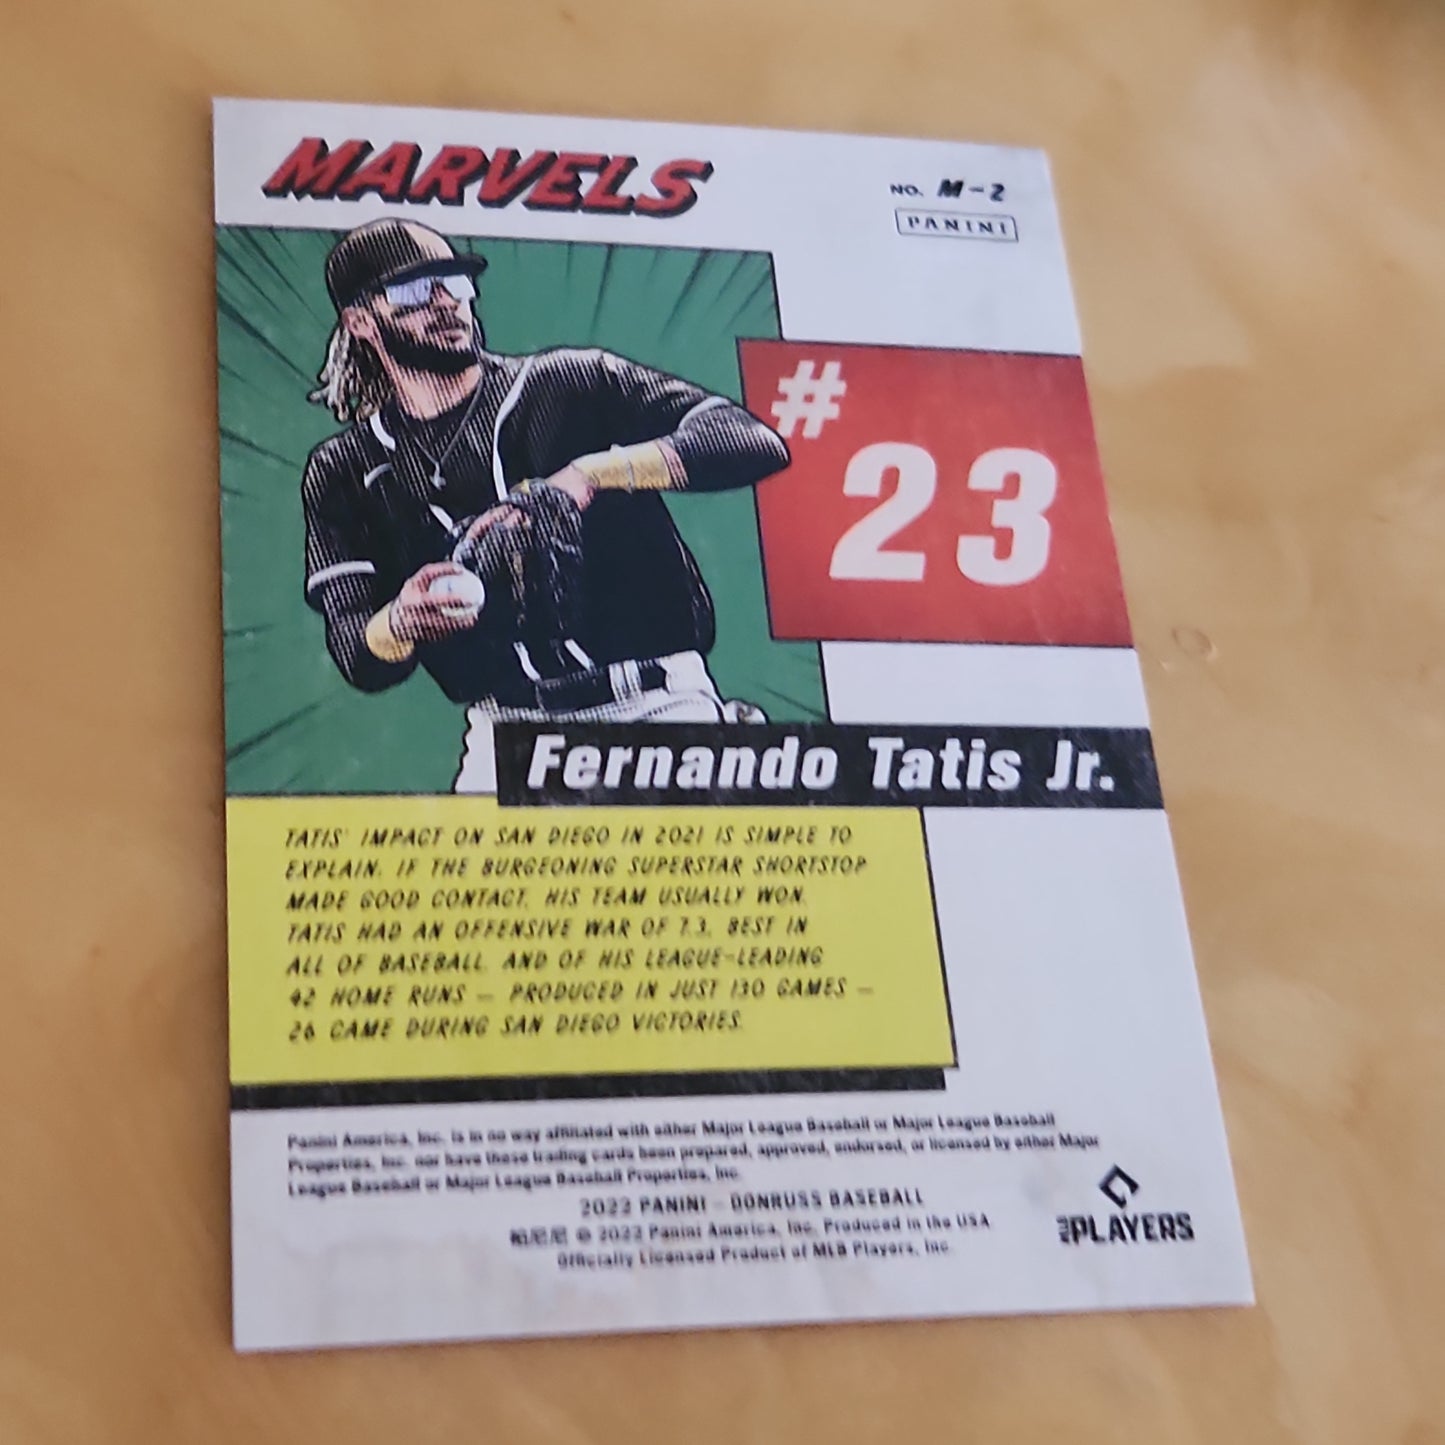 MARVELS
NO. M-2
PANINI
#
23
Fernando Tatis Jr.
TATIS' IMPACT ON SAN DIEGO IN 2021 IS SIMPLE TO
EXPLAIN. IF THE BURGEONING SUPERSTAR SHORTSTOP
MADE GOOD CONTACT, HIS TEAM USUALLY WON.
TATIS HAD AN OFFENSIVE WAR OF 7.3, BEST IN
ALL OF BASEBALL. AND OF HIS LEAGUE-LEADING
42 HOME RUNS – PRODUCED IN JUST 130 GAMES –
26 CAME DURING SAN DIEGO VICTORIES.
Panini America, Inc. is in no way affiliated with either Major League Baseball or Major League Baseball
Properties, Inc. nor have these trading cards been prepared, approved, endorsed, or licensed by either Major
League Baseball or Major League Baseball Properties, Inc.
2022 PANINI – DONRUSS BASEBALL
© 2022 Panini America, Inc. Produced in the USA.
Officially Licensed Product of MLB Players, Inc.
MLB PLAYERS